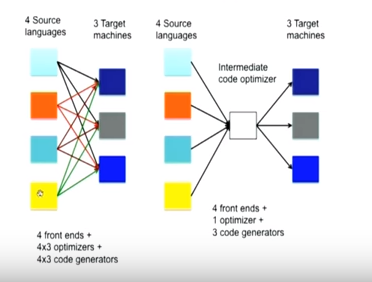 4 Source
languages
3 Target
machines
4 front ends +
4x3 optimizers +
4x3 code generators
4 Source
languages
Intermediate
code optimizer
3 Target
machines
4 front ends +
1 optimizer +
3 code generators